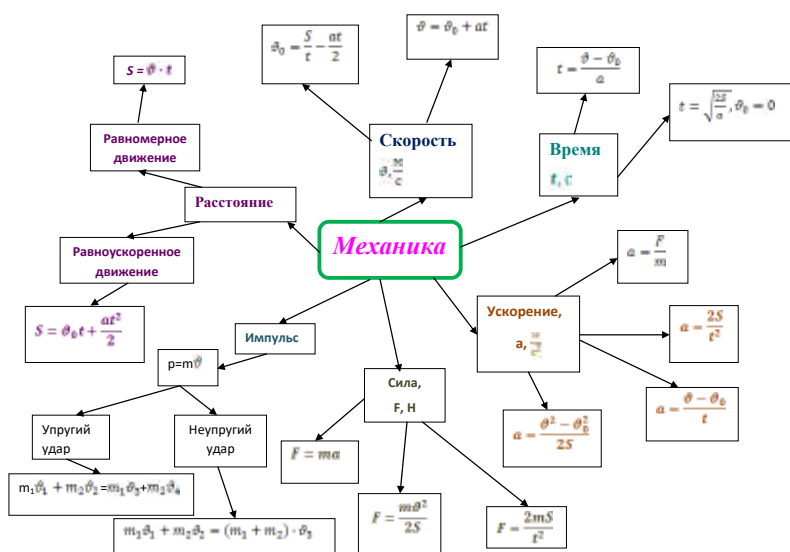 ϑ₀ = S/t − at/2
ϑ = ϑ₀ + at
S = ϑ · t
t = (ϑ − ϑ₀)/a
t = √(2S/a), ϑ₀ = 0
Равномерное
движение
Скорость
ϑ, м/с
Время
t, c
Расстояние
Механика
Равноускоренное
движение
a = F/m
S = ϑ₀t + at²/2
Импульс
Ускорение,
а, м/с²
a = 2S/t²
p=mϑ
Сила,
F, Н
a = (ϑ − ϑ₀)/t
Упругий
удар
Неупругий
удар
F = ma
a = (ϑ² − ϑ₀²)/2S
m₁ϑ₁ + m₂ϑ₂=m₁ϑ₃+m₂ϑ₄
m₁ϑ₁ + m₂ϑ₂ = (m₁ + m₂) · ϑ₃
F = mϑ²/2S
F = 2mS/t²